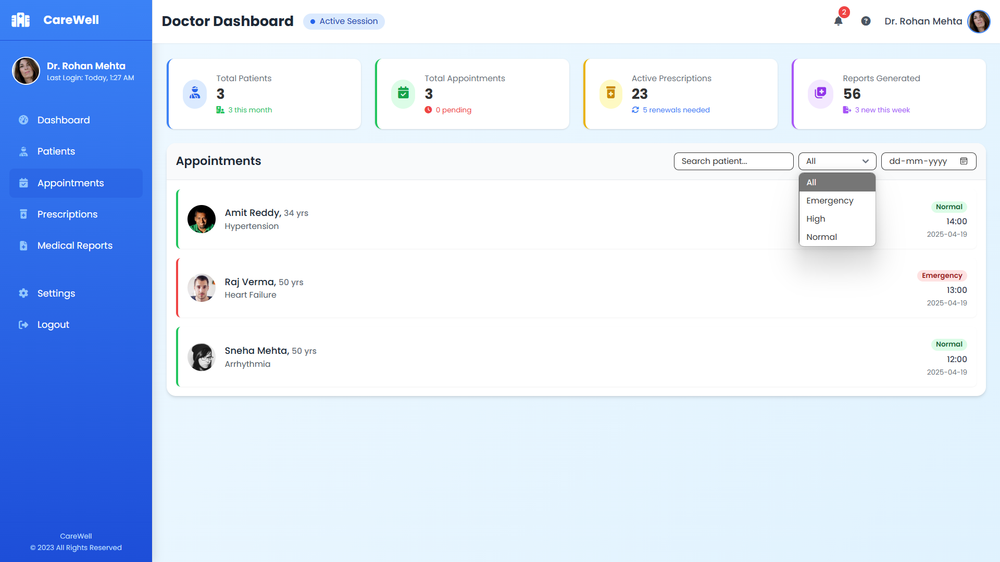 CareWell
Doctor Dashboard
Active Session
2
Dr. Rohan Mehta
Dr. Rohan Mehta
Last Login: Today, 1:27 AM
Dashboard
Patients
Appointments
Prescriptions
Medical Reports
Settings
Logout
CareWell
© 2023 All Rights Reserved
Total Patients
3
3 this month
Total Appointments
3
0 pending
Active Prescriptions
23
5 renewals needed
Reports Generated
56
3 new this week
Appointments
Search patient...
All
dd-mm-yyyy
All
Emergency
High
Normal
Amit Reddy, 34 yrs
Hypertension
Normal
14:00
2025-04-19
Raj Verma, 50 yrs
Heart Failure
Emergency
13:00
2025-04-19
Sneha Mehta, 50 yrs
Arrhythmia
Normal
12:00
2025-04-19